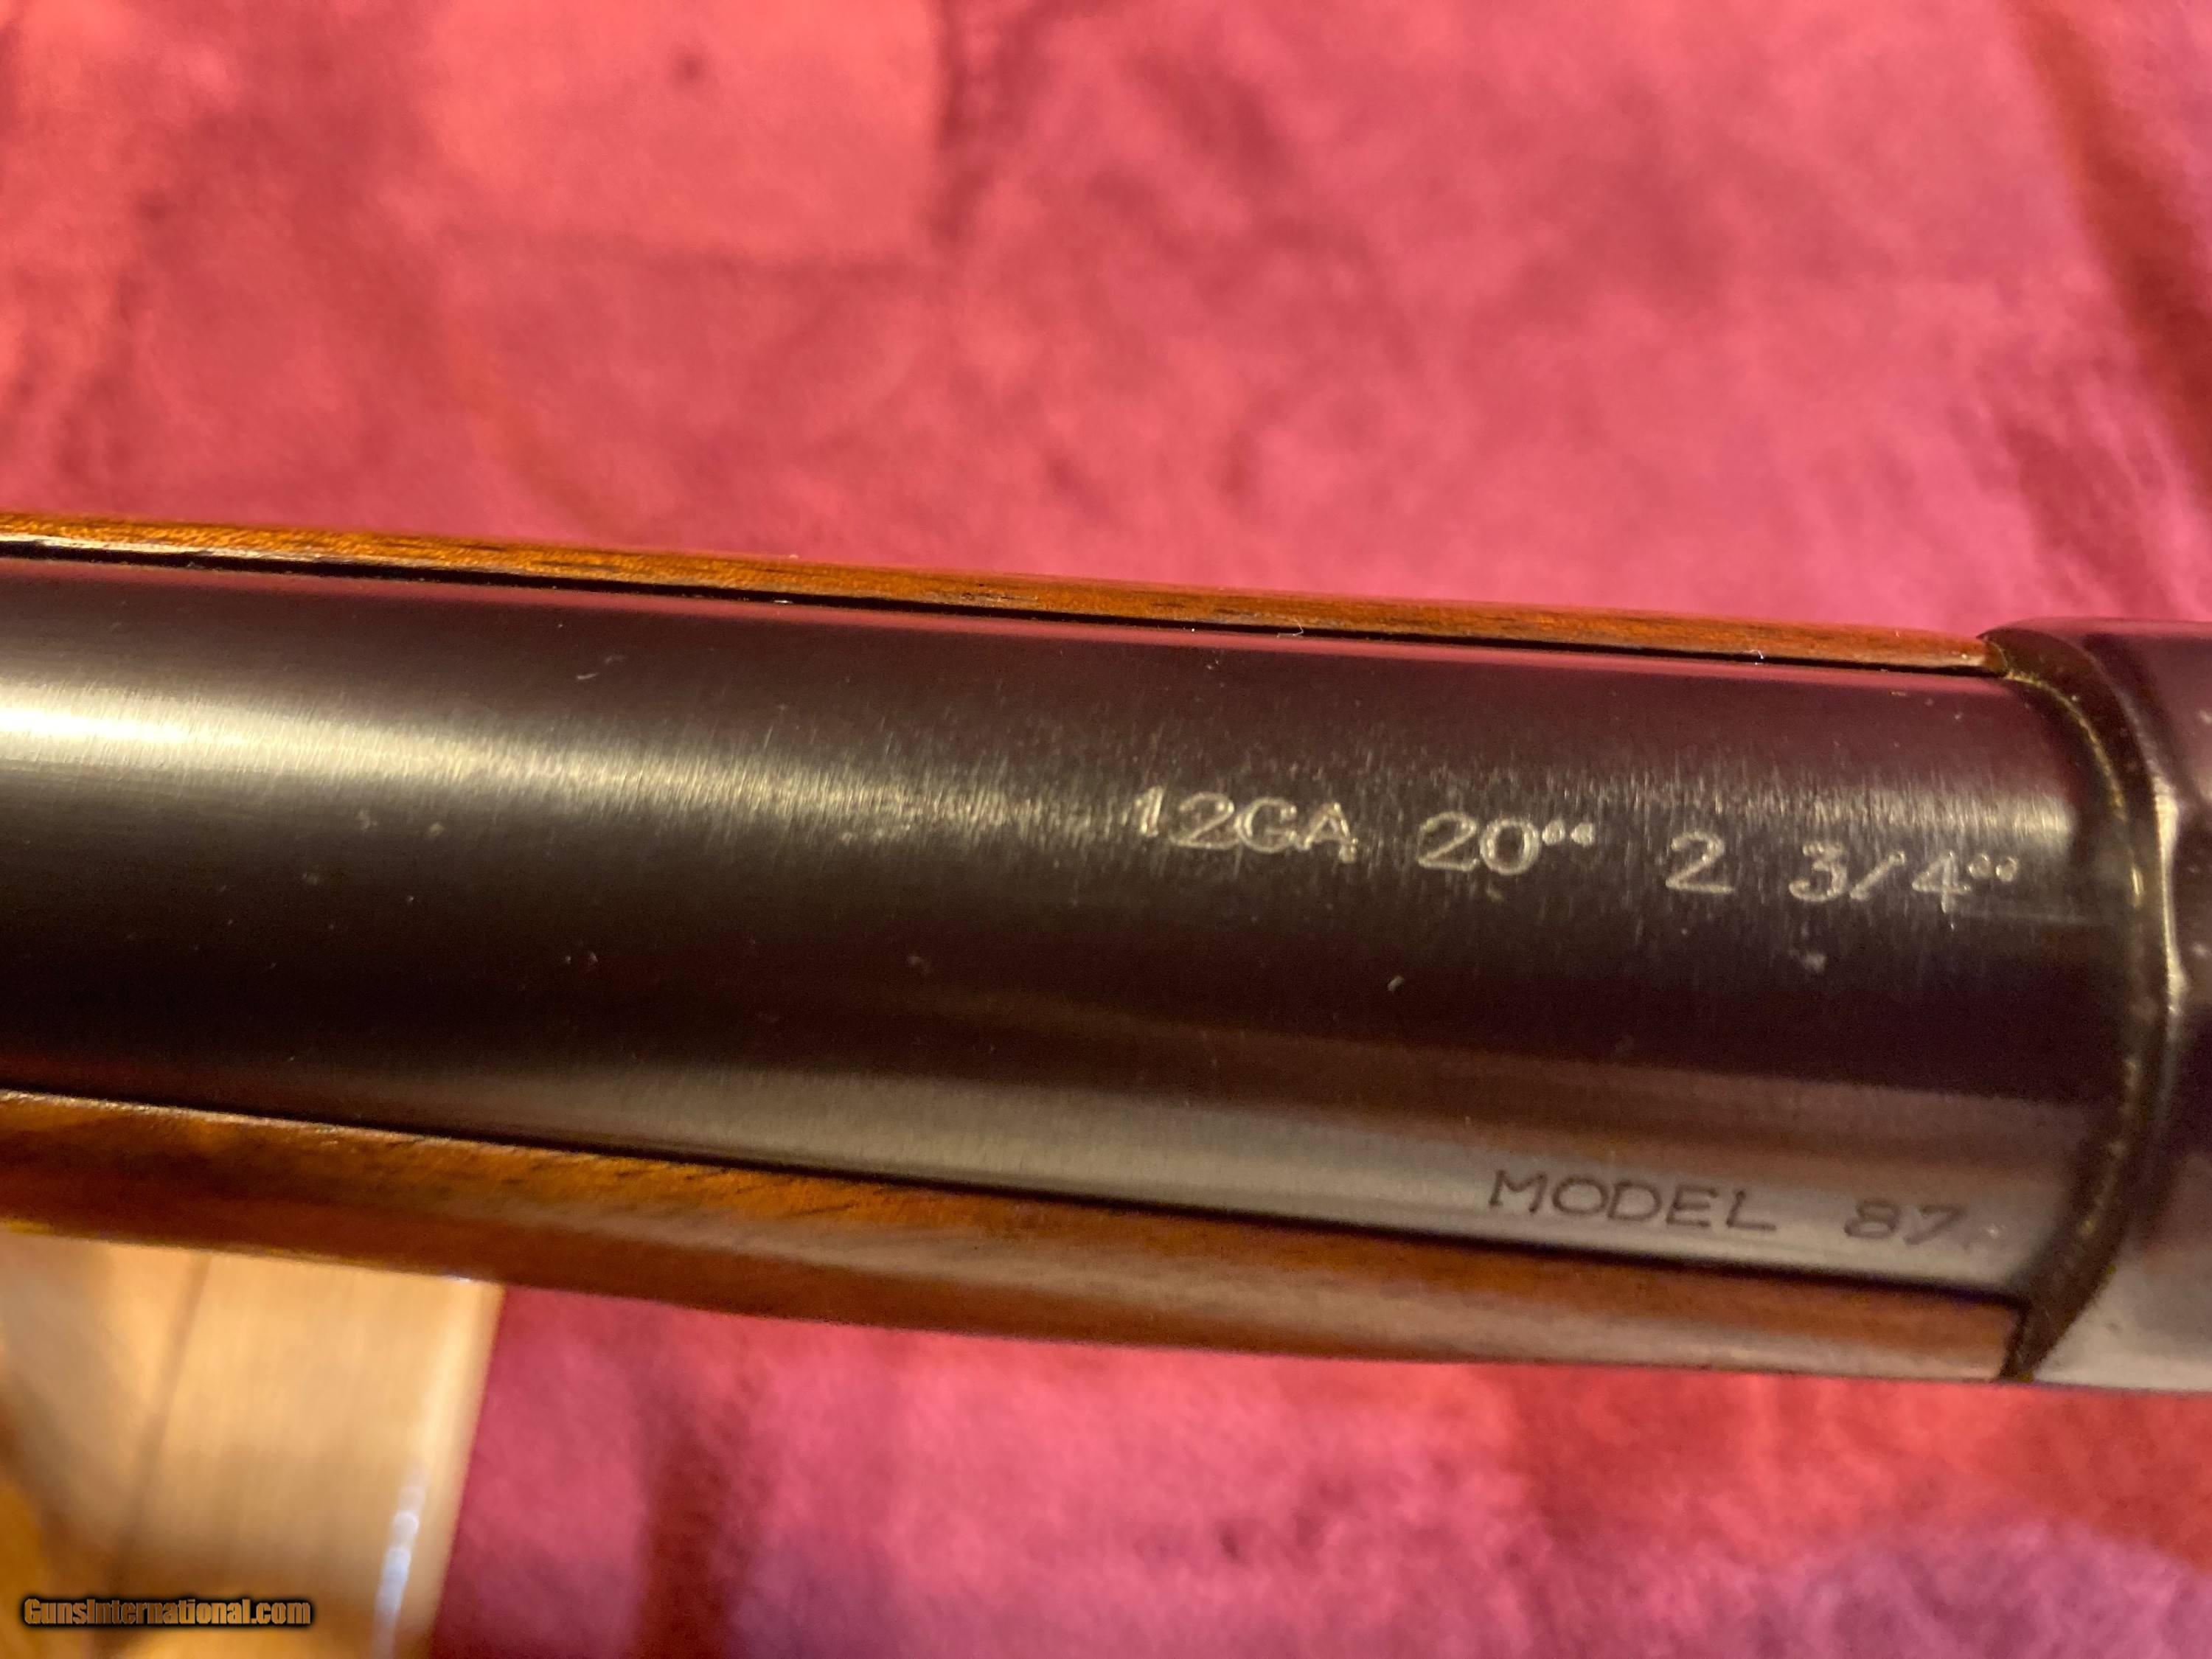 12GA 20“ 2 3/4“
MODEL 87
GunsInternational.com